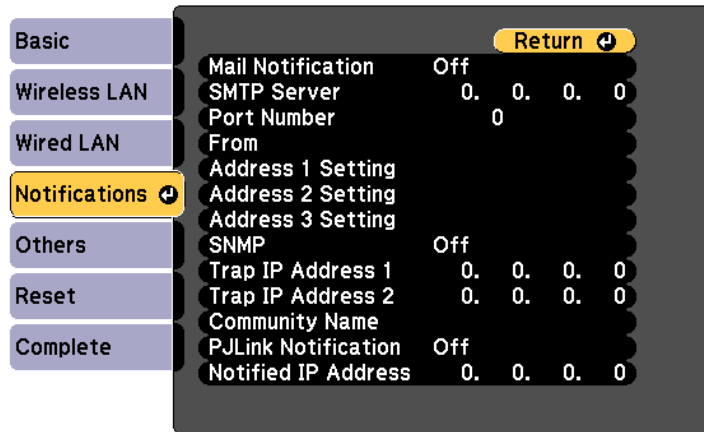 Basic
Wireless LAN
Wired LAN
Notifications
Others
Reset
Complete
Return
Mail Notification Off
SMTP Server 0. 0. 0. 0
Port Number 0
From
Address 1 Setting
Address 2 Setting
Address 3 Setting
SNMP Off
Trap IP Address 1 0. 0. 0. 0
Trap IP Address 2 0. 0. 0. 0
Community Name
PJLink Notification Off
Notified IP Address 0. 0. 0. 0